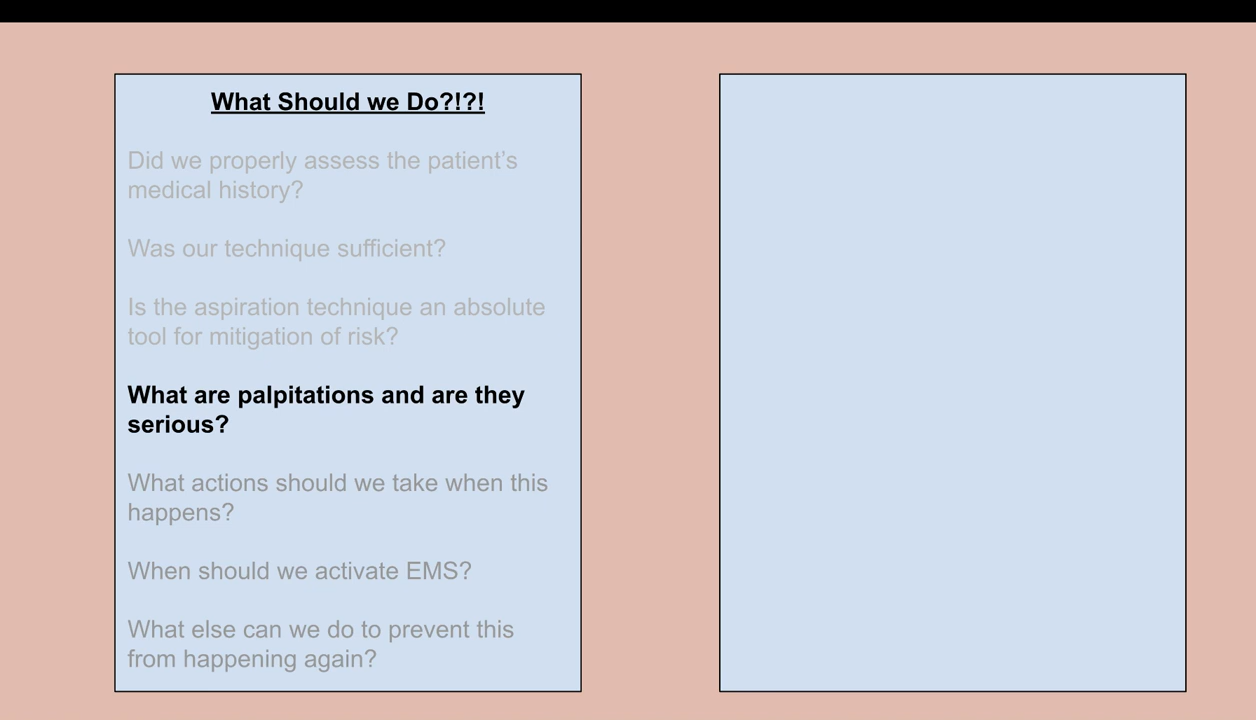 What Should we Do?!?!
Did we properly assess the patient’s
medical history?
Was our technique sufficient?
Is the aspiration technique an absolute
tool for mitigation of risk?
What are palpitations and are they
serious?
What actions should we take when this
happens?
When should we activate EMS?
What else can we do to prevent this
from happening again?